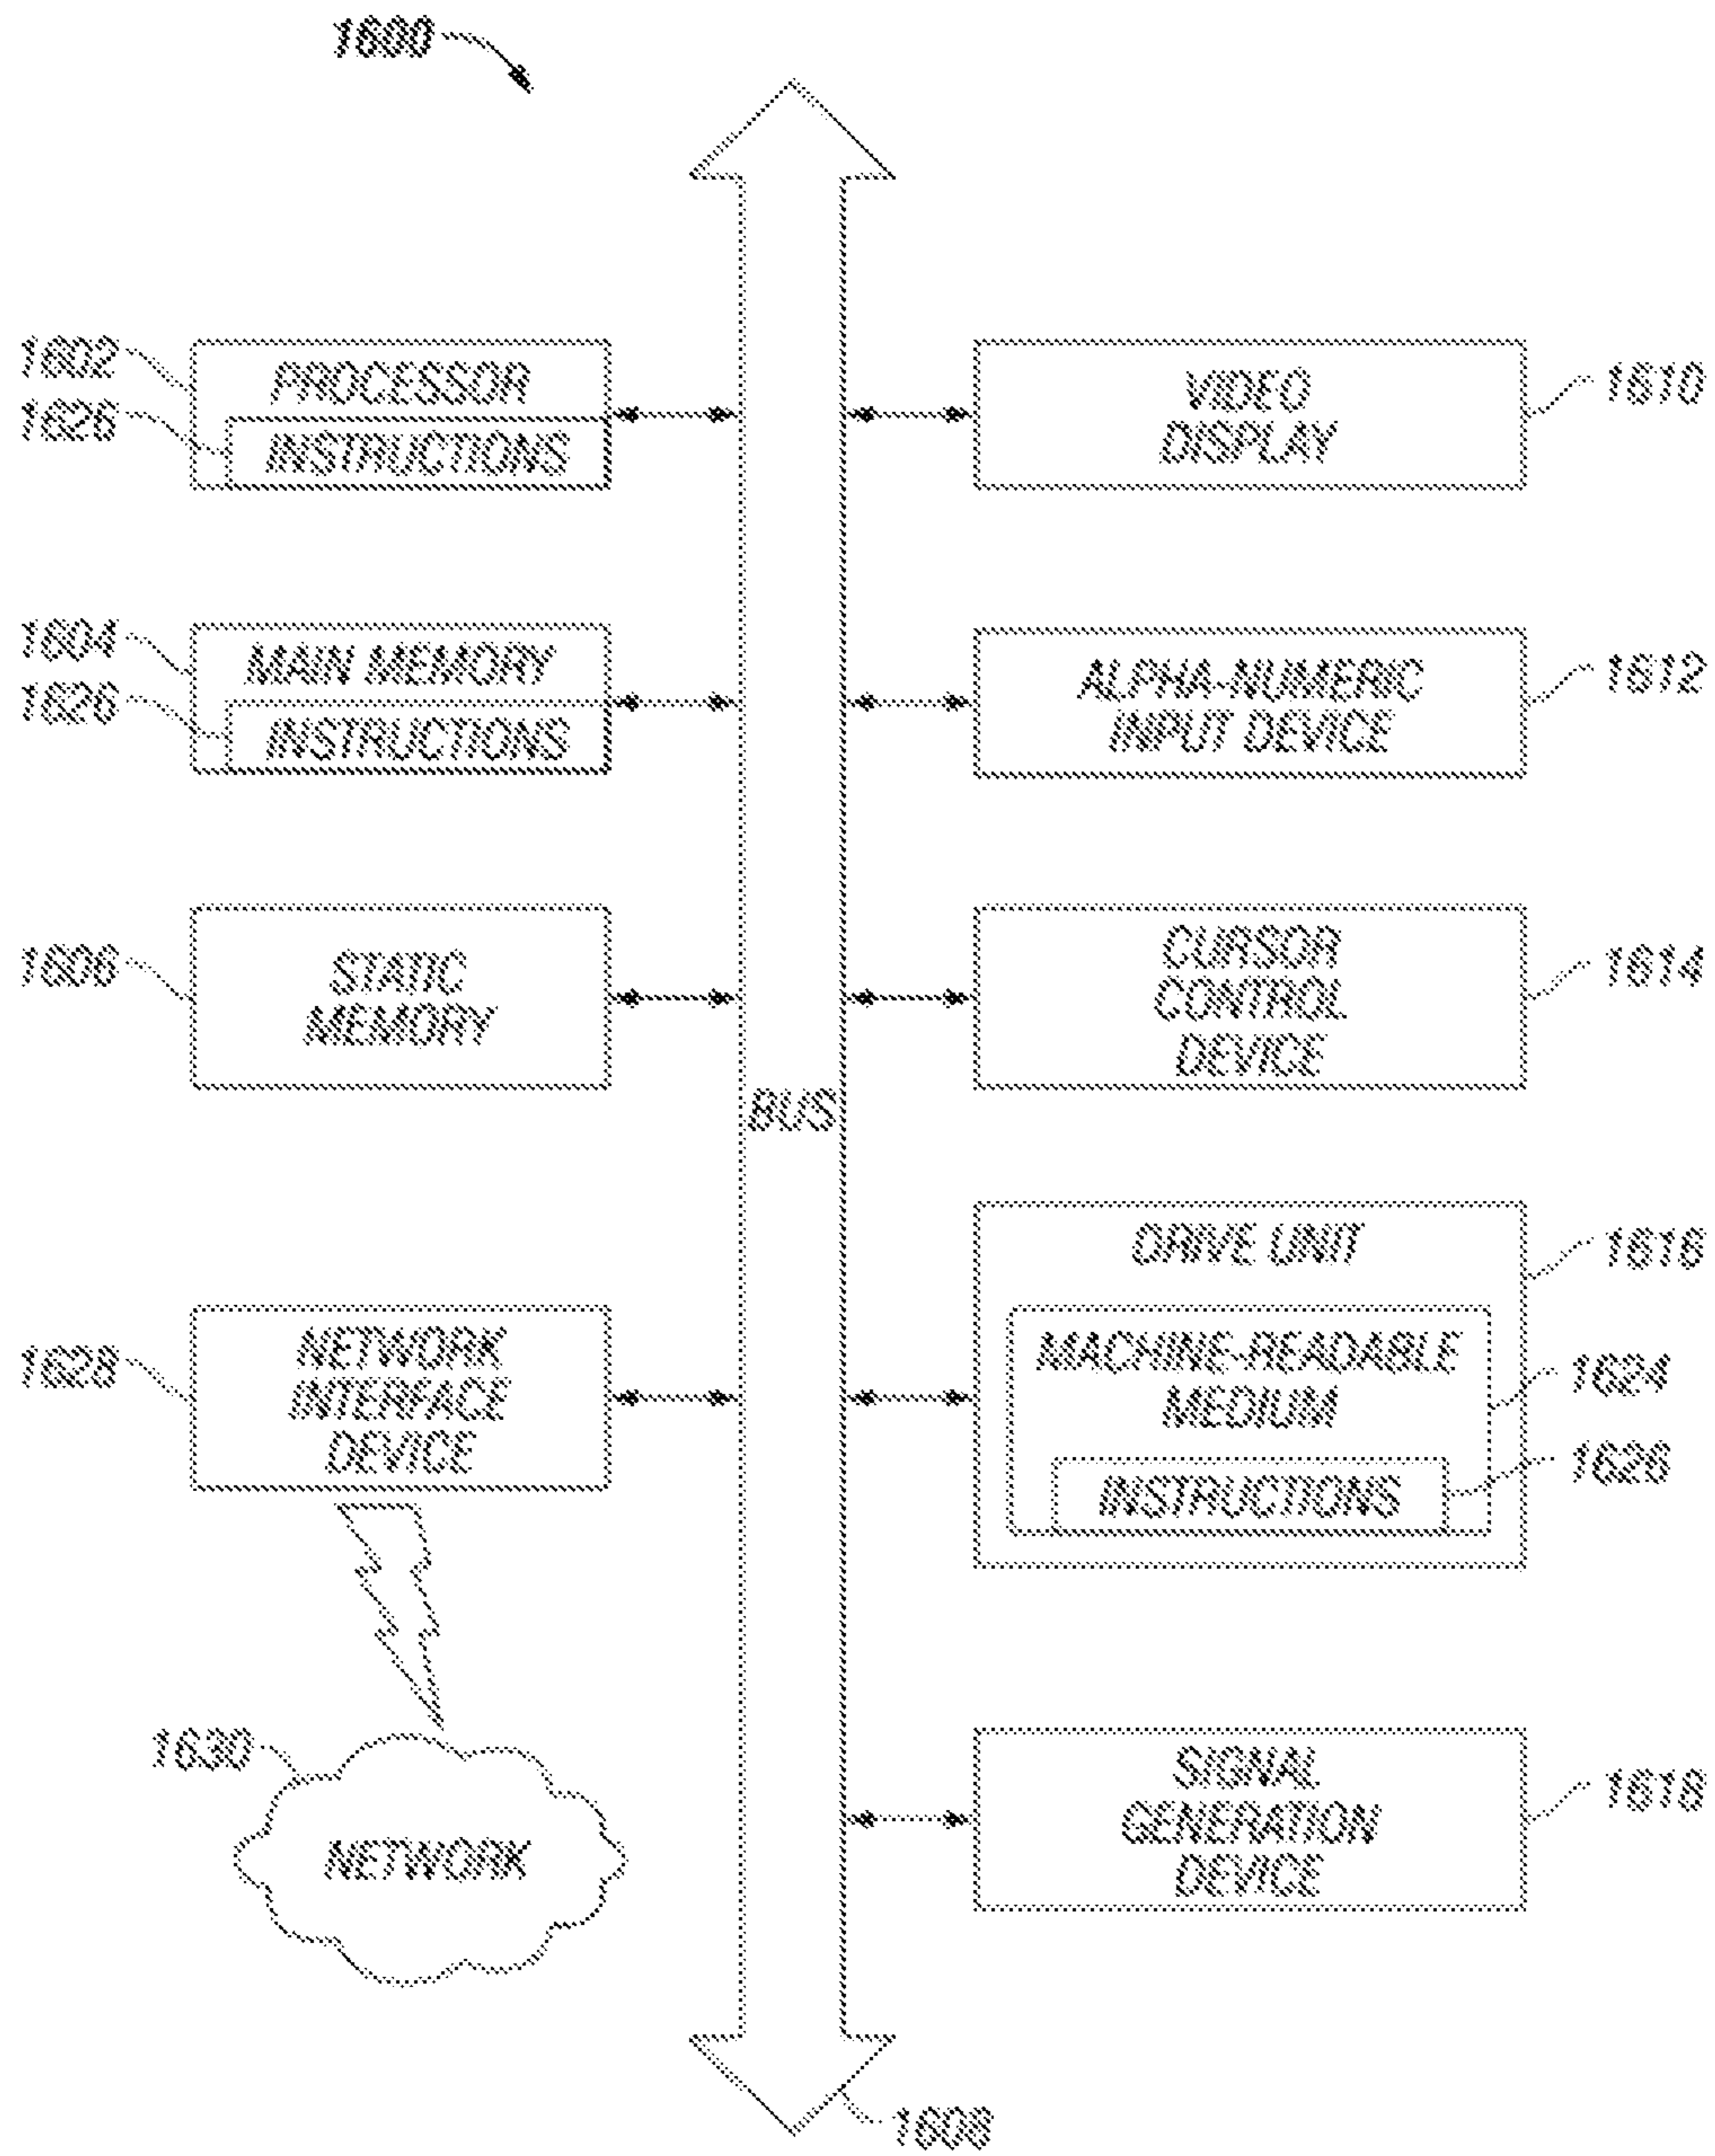 1600
1602
PROCESSOR
1626
INSTRUCTIONS
1604
MAIN MEMORY
1626
INSTRUCTIONS
1606
STATIC
MEMORY
1628
NETWORK
INTERFACE
DEVICE
1630
NETWORK
BUS
1608
VIDEO
DISPLAY
1610
ALPHA-NUMERIC
INPUT DEVICE
1612
CURSOR
CONTROL
DEVICE
1614
DRIVE UNIT
1616
MACHINE-READABLE
MEDIUM
1624
INSTRUCTIONS
1626
SIGNAL
GENERATION
DEVICE
1618